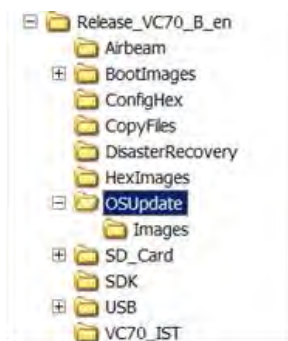 Release_VC70_B_en
Airbeam
BootImages
ConfigHex
CopyFiles
DisasterRecovery
HexImages
OSUpdate
Images
SD_Card
SDK
USB
VC70_IST